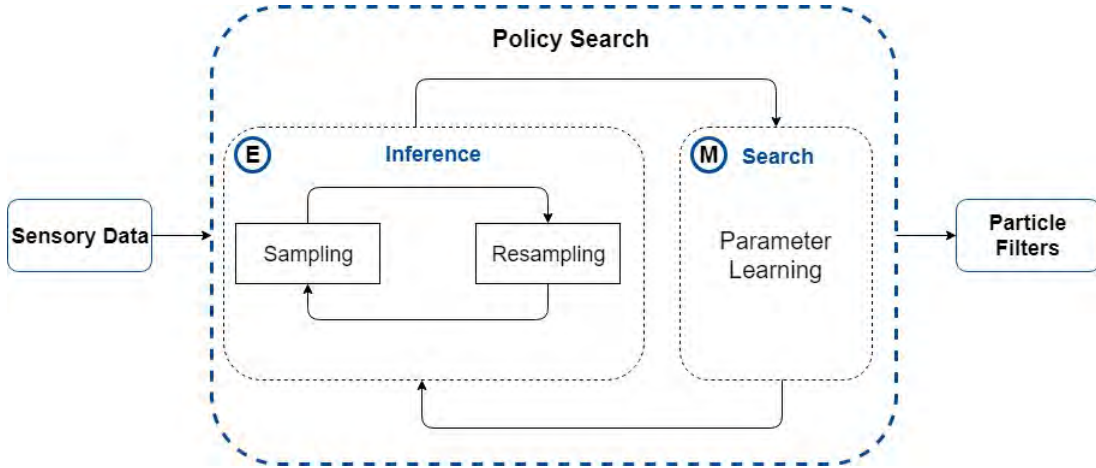 Policy Search
E
Inference
M
Search
Sensory Data
Sampling
Resampling
Parameter
Learning
Particle
Filters